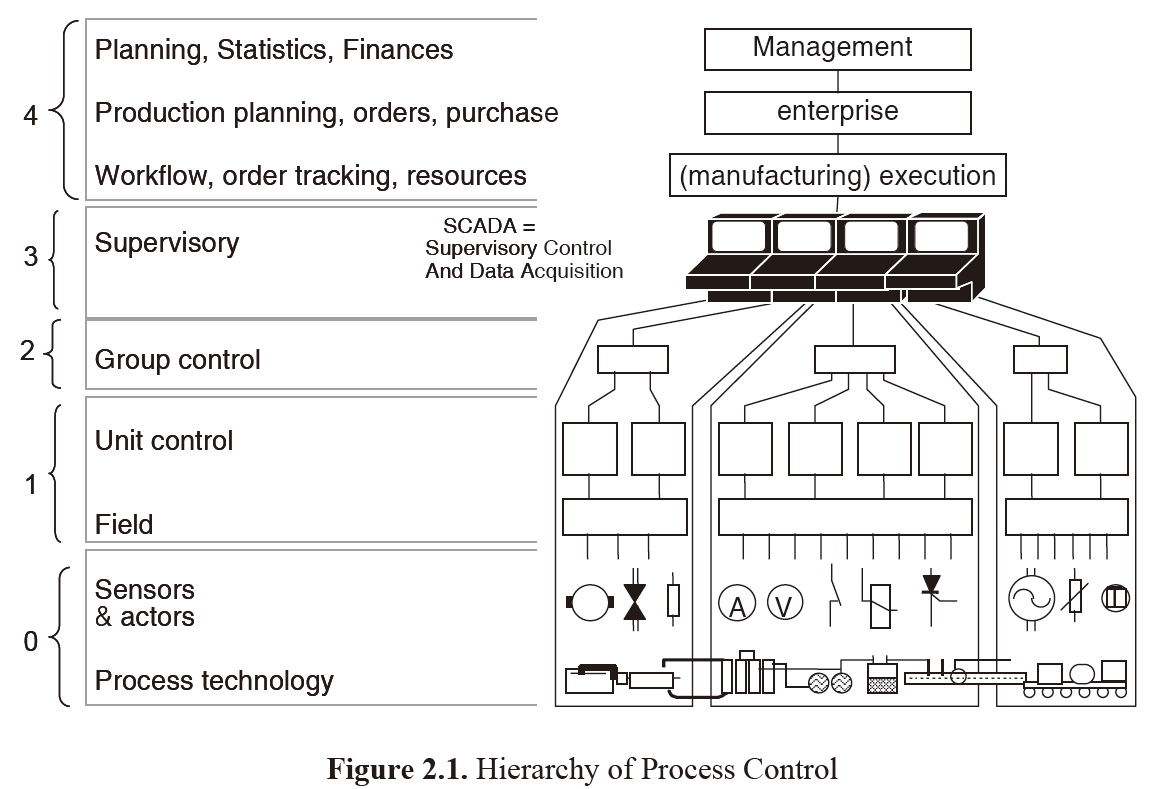 Planning, Statistics, Finances
Management
4
Production planning, orders, purchase
enterprise
Workflow, order tracking, resources
(manufacturing) execution
3
Supervisory
SCADA =
Supervisory Control
And Data Acquisition
2
Group control
1
Unit control
Field
0
Sensors
& actors
A
V
Process technology
Figure 2.1. Hierarchy of Process Control